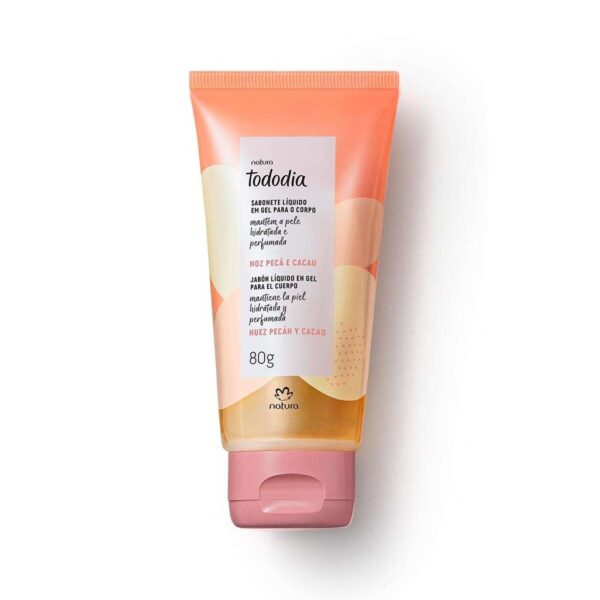 natura
Tododia
SABONETE LÍQUIDO
EM GEL PARA O CORPO
mantém a pele
hidratada e
perfumada
NOZ PECÃ E CACAU
JABÓN LÍQUIDO EN GEL
PARA EL CUERPO
mantiene la piel
hidratada y
perfumada
NUEZ PECÁN Y CACAO
80g
natura